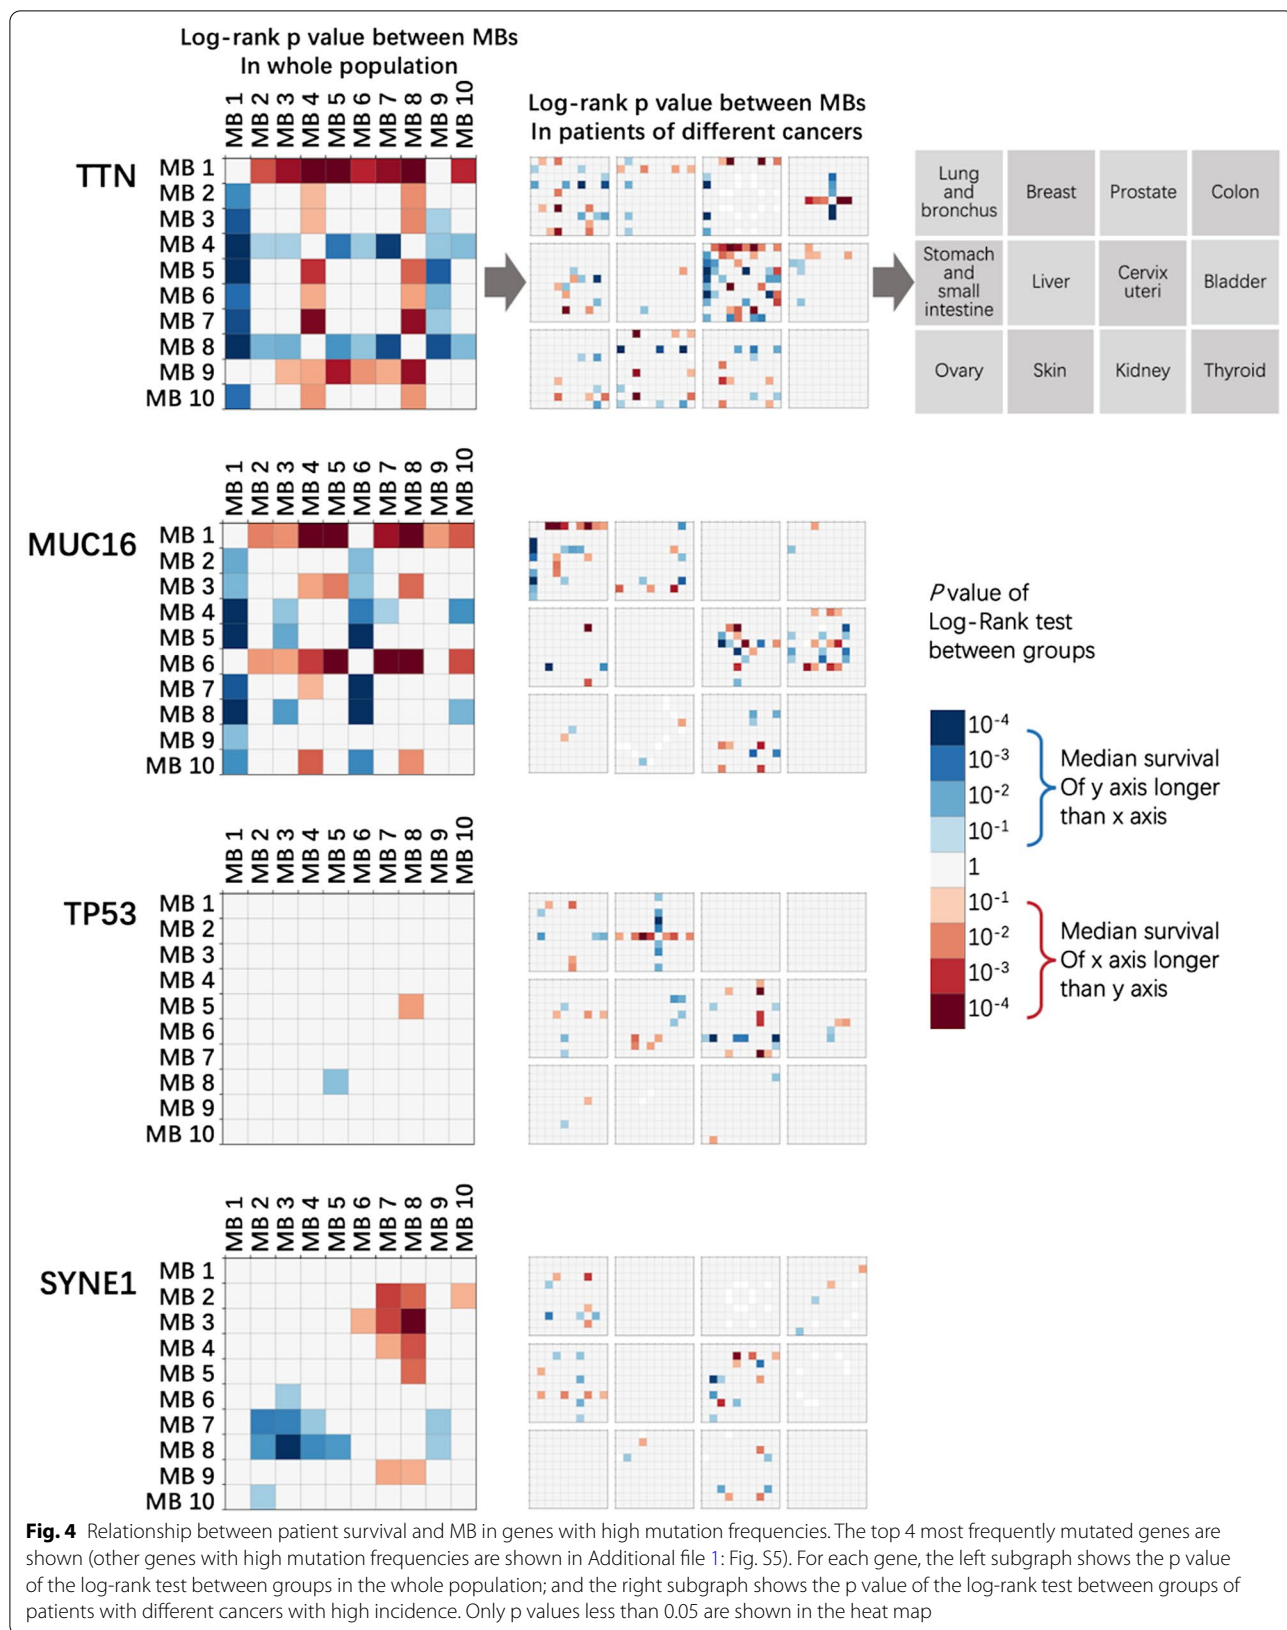 Log-rank p value between MBs
In whole population
MB 1 MB 2 MB 3 MB 4 MB 5 MB 6 MB 7 MB 8 MB 9 MB 10
Log-rank p value between MBs
In patients of different cancers
TTN
MB 1
MB 2
MB 3
MB 4
MB 5
MB 6
MB 7
MB 8
MB 9
MB 10
Lung
and
bronchus
Breast
Prostate
Colon
Stomach
and
small
intestine
Liver
Cervix
uteri
Bladder
Ovary
Skin
Kidney
Thyroid
MB 1 MB 2 MB 3 MB 4 MB 5 MB 6 MB 7 MB 8 MB 9 MB 10
MUC16
MB 1
MB 2
MB 3
MB 4
MB 5
MB 6
MB 7
MB 8
MB 9
MB 10
P value of
Log-Rank test
between groups
10-4
10-3
10-2
10-1
1
10-1
10-2
10-3
10-4
Median survival
Of y axis longer
than x axis
Median survival
Of x axis longer
than y axis
MB 1 MB 2 MB 3 MB 4 MB 5 MB 6 MB 7 MB 8 MB 9 MB 10
TP53
MB 1
MB 2
MB 3
MB 4
MB 5
MB 6
MB 7
MB 8
MB 9
MB 10
MB 1 MB 2 MB 3 MB 4 MB 5 MB 6 MB 7 MB 8 MB 9 MB 10
SYNE1
MB 1
MB 2
MB 3
MB 4
MB 5
MB 6
MB 7
MB 8
MB 9
MB 10
Fig. 4 Relationship between patient survival and MB in genes with high mutation frequencies. The top 4 most frequently mutated genes are
shown (other genes with high mutation frequencies are shown in Additional file 1: Fig. S5). For each gene, the left subgraph shows the p value
of the log-rank test between groups in the whole population; and the right subgraph shows the p value of the log-rank test between groups of
patients with different cancers with high incidence. Only p values less than 0.05 are shown in the heat map